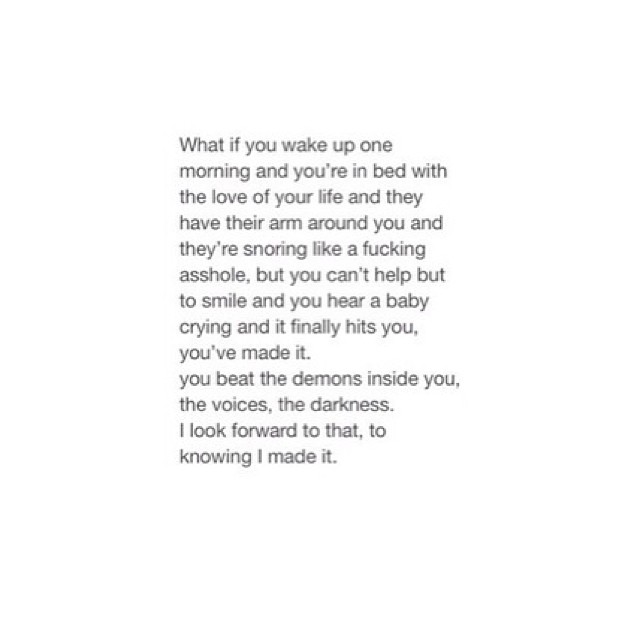 What if you wake up one
morning and you're in bed with
the love of your life and they
have their arm around you and
they're snoring like a fucking
asshole, but you can't help but
to smile and you hear a baby
crying and it finally hits you,
you've made it.
you beat the demons inside you,
the voices, the darkness.
I look forward to that, to
knowing I made it.